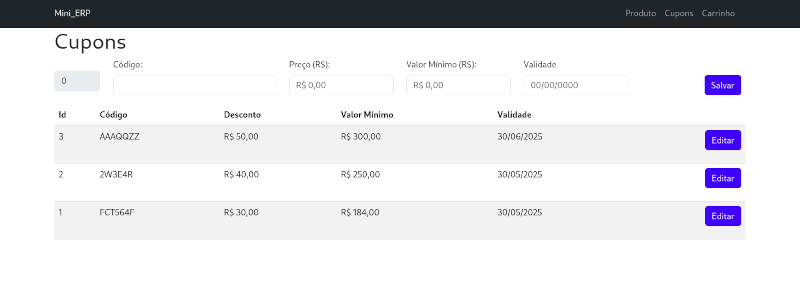 Mini_ERP Produto Cupons Carrinho
Cupons
Código: Preço (R$): Valor Mínimo (R$): Validade
0 R$ 0,00 R$ 0,00 00/00/0000 Salvar
Id Código Desconto Valor Mínimo Validade
3 AAAQQZZ R$ 50,00 R$ 300,00 30/06/2025 Editar
2 2W3E4R R$ 40,00 R$ 250,00 30/05/2025 Editar
1 FCT564F R$ 30,00 R$ 184,00 30/05/2025 Editar